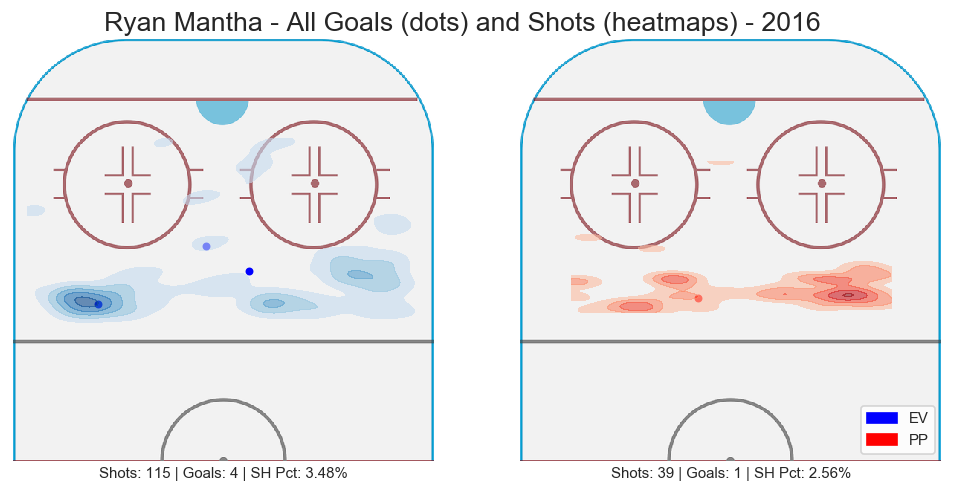 Ryan Mantha - All Goals (dots) and Shots (heatmaps) - 2016
EV
PP
Shots: 115 | Goals: 4 | SH Pct: 3.48%
Shots: 39 | Goals: 1 | SH Pct: 2.56%